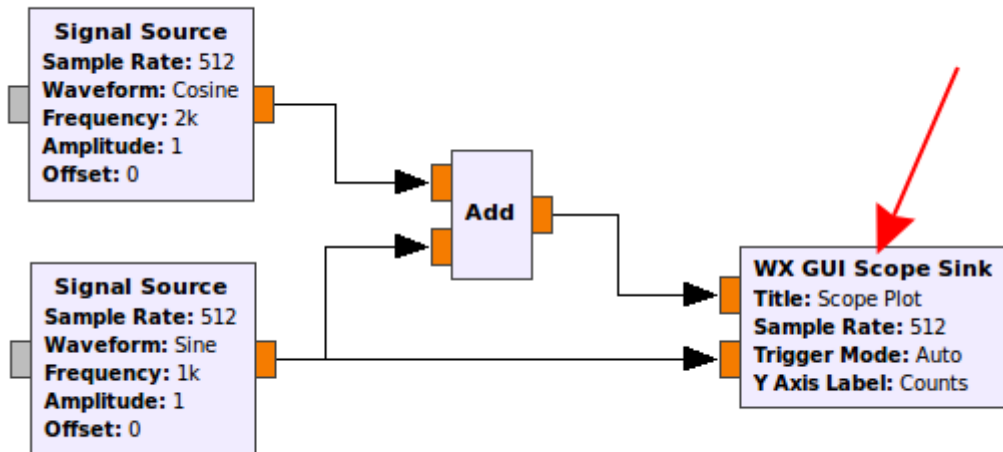 Signal Source
Sample Rate: 512
Waveform: Cosine
Frequency: 2k
Amplitude: 1
Offset: 0
Add
WX GUI Scope Sink
Title: Scope Plot
Sample Rate: 512
Trigger Mode: Auto
Y Axis Label: Counts
Signal Source
Sample Rate: 512
Waveform: Sine
Frequency: 1k
Amplitude: 1
Offset: 0